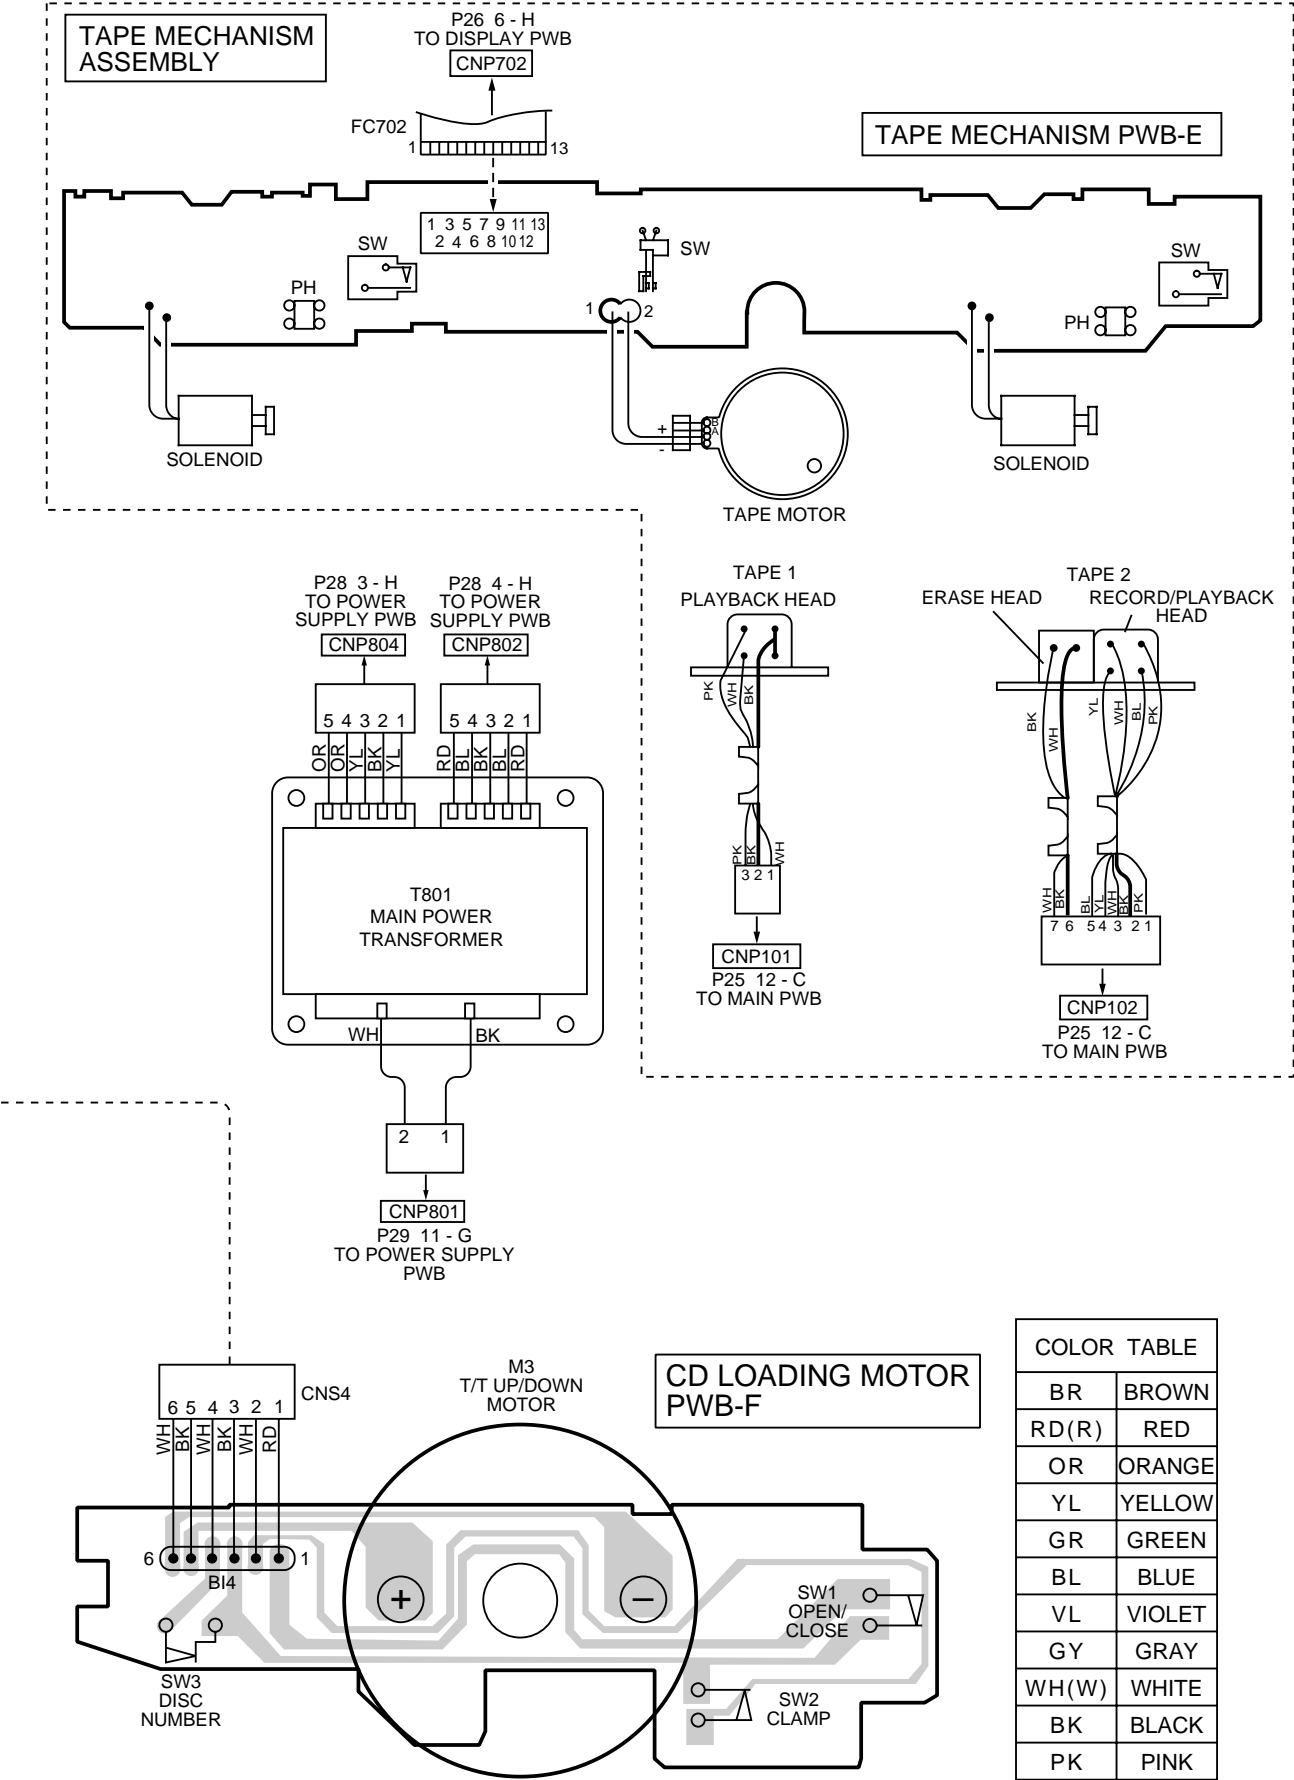 TAPE MECHANISM
ASSEMBLY
P26 6 - H
TO DISPLAY PWB
CNP702
FC702
1 13
TAPE MECHANISM PWB-E
1 3 5 7 9 11 13
2 4 6 8 10 12
SW
PH
SW
1 2
SW
PH
SOLENOID
+
-
B
A
TAPE MOTOR
SOLENOID
P28 3 - H
TO POWER
SUPPLY PWB
CNP804
P28 4 - H
TO POWER
SUPPLY PWB
CNP802
5 4 3 2 1
OR OR YL BK YL
5 4 3 2 1
RD BL BK BL RD
T801
MAIN POWER
TRANSFORMER
WH BK
2 1
CNP801
P29 11 - G
TO POWER SUPPLY
PWB
TAPE 1
PLAYBACK HEAD
PK WH BK
PK BK WH
3 2 1
CNP101
P25 12 - C
TO MAIN PWB
TAPE 2
ERASE HEAD
RECORD/PLAYBACK
HEAD
BK WH YL WH BL PK
WH BK BL YL WH BK PK
7 6 5 4 3 2 1
CNP102
P25 12 - C
TO MAIN PWB
CNS4
6 5 4 3 2 1
WH BK WH BK WH RD
6 1
BI4
SW3
DISC
NUMBER
M3
T/T UP/DOWN
MOTOR
+
−
CD LOADING MOTOR
PWB-F
SW1
OPEN/
CLOSE
SW2
CLAMP
COLOR TABLE
BR BROWN
RD(R) RED
OR ORANGE
YL YELLOW
GR GREEN
BL BLUE
VL VIOLET
GY GRAY
WH(W) WHITE
BK BLACK
PK PINK